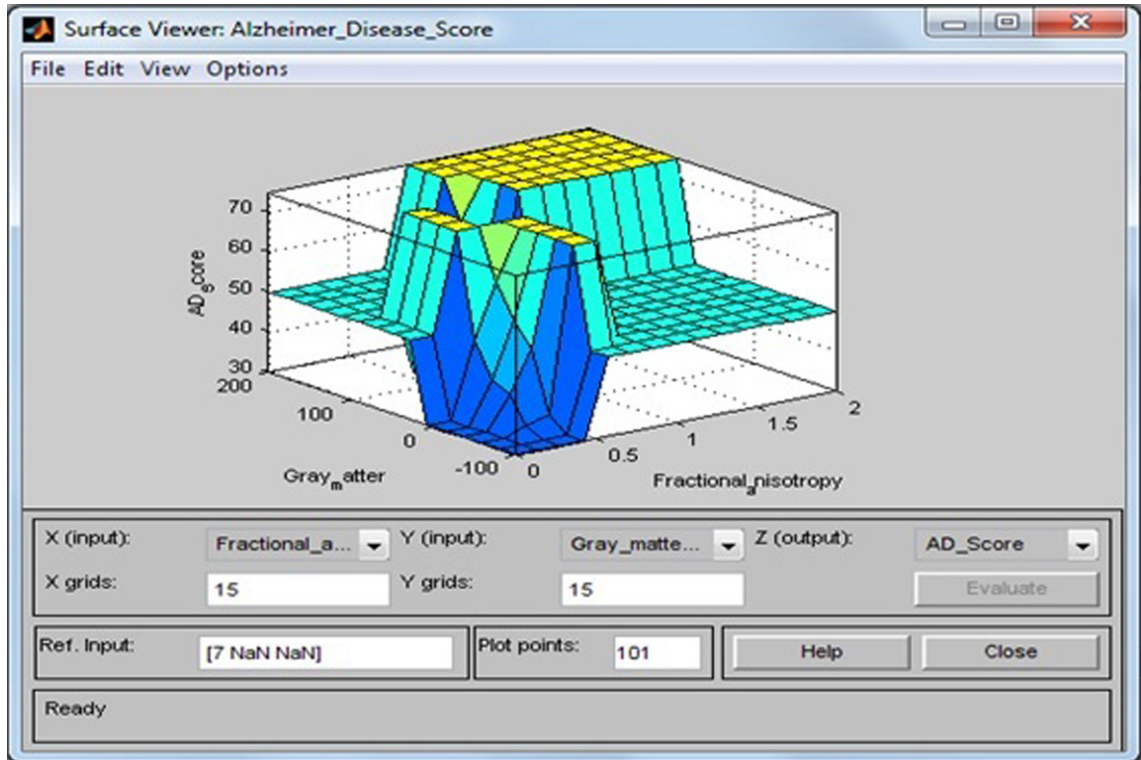 Surface Viewer: Alzheimer_Disease_Score
File Edit View Options
70
60
50
40
30
AD_score
200
100
0
-100
Gray_matter
0
0.5
1
1.5
2
Fractional_anisotropy
X (input):
Fractional_a...
Y (input):
Gray_matte...
Z (output):
AD_Score
X grids:
15
Y grids:
15
Evaluate
Ref. Input:
[7 NaN NaN]
Plot points:
101
Help
Close
Ready